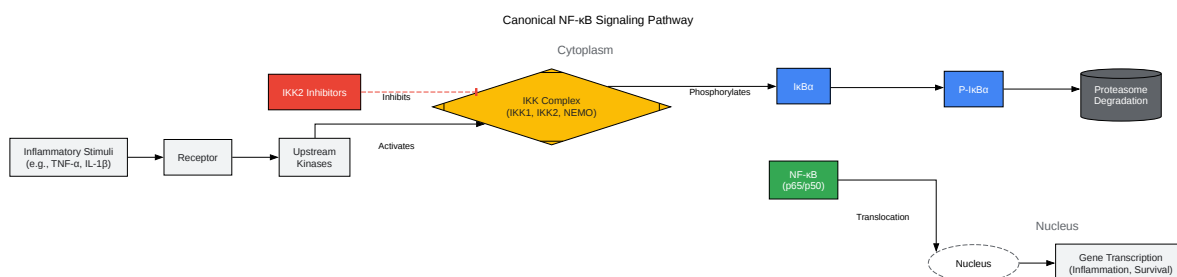 Canonical NF-κB Signaling Pathway
Cytoplasm
IKK2 Inhibitors
Inhibits
IKK Complex
(IKK1, IKK2, NEMO)
Phosphorylates
IκBα
P-IκBα
Proteasome
Degradation
Inflammatory Stimuli
(e.g., TNF-α, IL-1β)
Receptor
Upstream
Kinases
Activates
NF-κB
(p65/p50)
Translocation
Nucleus
Nucleus
Gene Transcription
(Inflammation, Survival)